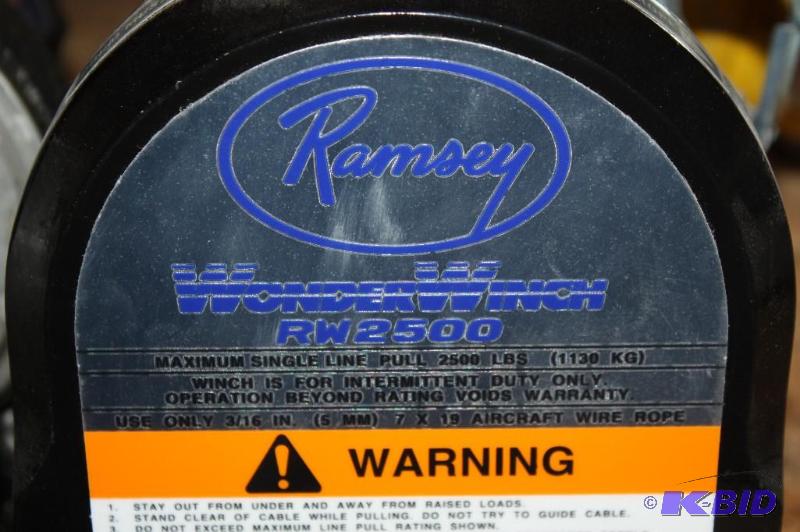 Ramsey
WONDERWINCH
RW2500
MAXIMUM SINGLE LINE PULL 2500 LBS (1130 KG)
WINCH IS FOR INTERMITTENT DUTY ONLY.
OPERATION BEYOND RATING VOIDS WARRANTY.
USE ONLY 3/16 IN. (5 MM) 7 X 19 AIRCRAFT WIRE ROPE
WARNING
1. STAY OUT FROM UNDER AND AWAY FROM RAISED LOADS.
2. STAND CLEAR OF CABLE WHILE PULLING. DO NOT TRY TO GUIDE CABLE.
3. DO NOT EXCEED MAXIMUM LINE PULL RATING SHOWN.
© K-BID